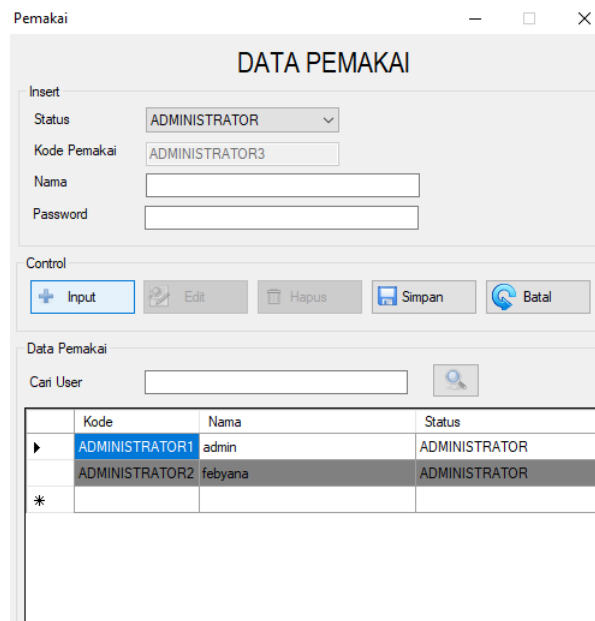 Pemakai
DATA PEMAKAI
Insert
Status ADMINISTRATOR
Kode Pemakai ADMINISTRATOR3
Nama
Password
Control
Input Edit Hapus Simpan Batal
Data Pemakai
Cari User
Kode Nama Status
ADMINISTRATOR1 admin ADMINISTRATOR
ADMINISTRATOR2 febyana ADMINISTRATOR